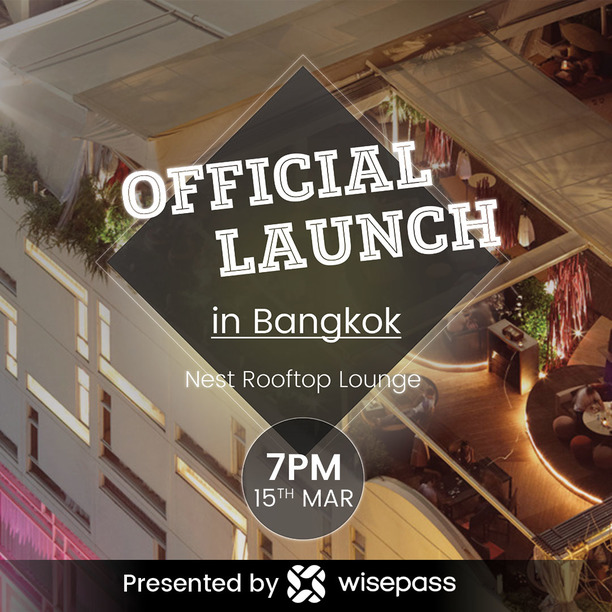 OFFICIAL
LAUNCH
in Bangkok
Nest Rooftop Lounge
7PM
15TH MAR
Presented by wisepass